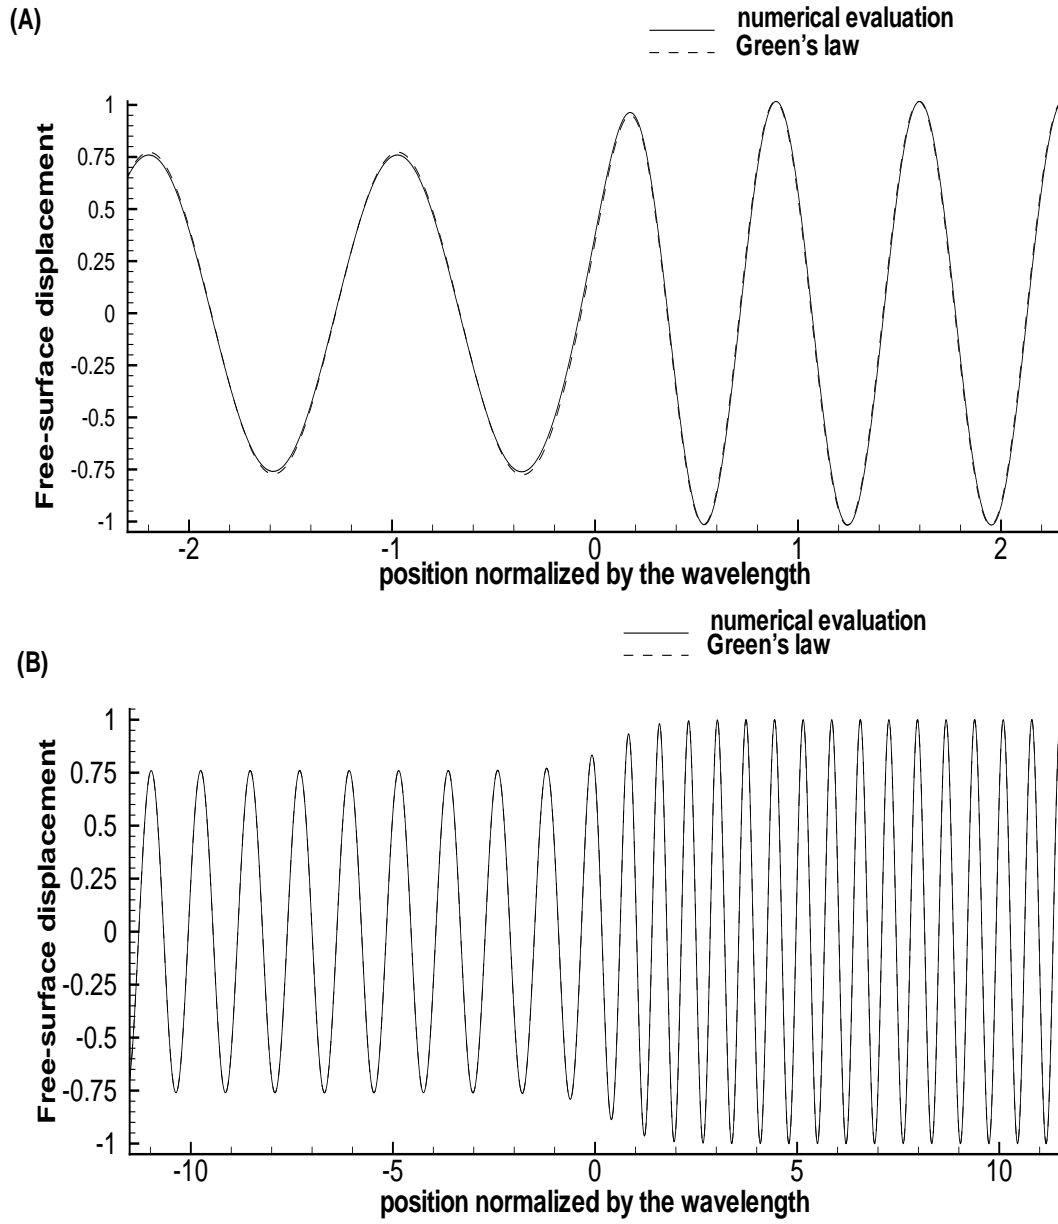 (A)
numerical evaluation
Green's law
Free-surface displacement
1
0.75
0.5
0.25
0
-0.25
-0.5
-0.75
-1
-2 -1 0 1 2
position normalized by the wavelength
(B)
numerical evaluation
Green's law
Free-surface displacement
1
0.75
0.5
0.25
0
-0.25
-0.5
-0.75
-1
-10 -5 0 5 10
position normalized by the wavelength